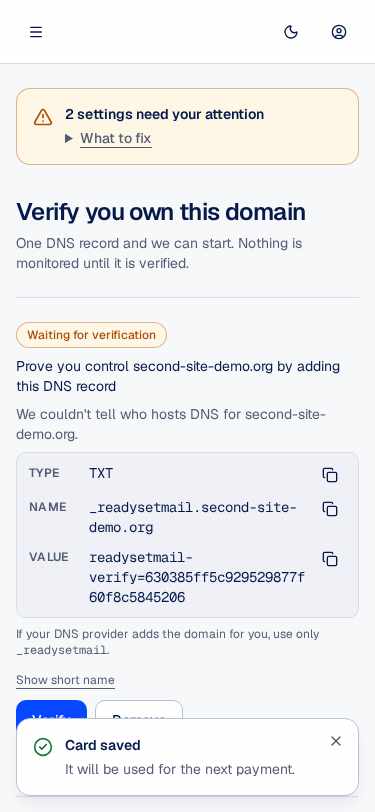 2 settings need your attention
What to fix
Verify you own this domain
One DNS record and we can start. Nothing is
monitored until it is verified.
Waiting for verification
Prove you control second-site-demo.org by adding
this DNS record
We couldn't tell who hosts DNS for second-site-
demo.org.
TYPE TXT
NAME _readysetmail.second-site-
demo.org
VALUE readysetmail-
verify=630385ff5c929529877f
60f8c5845206
If your DNS provider adds the domain for you, use only
_readysetmail.
Show short name
Card saved
It will be used for the next payment.